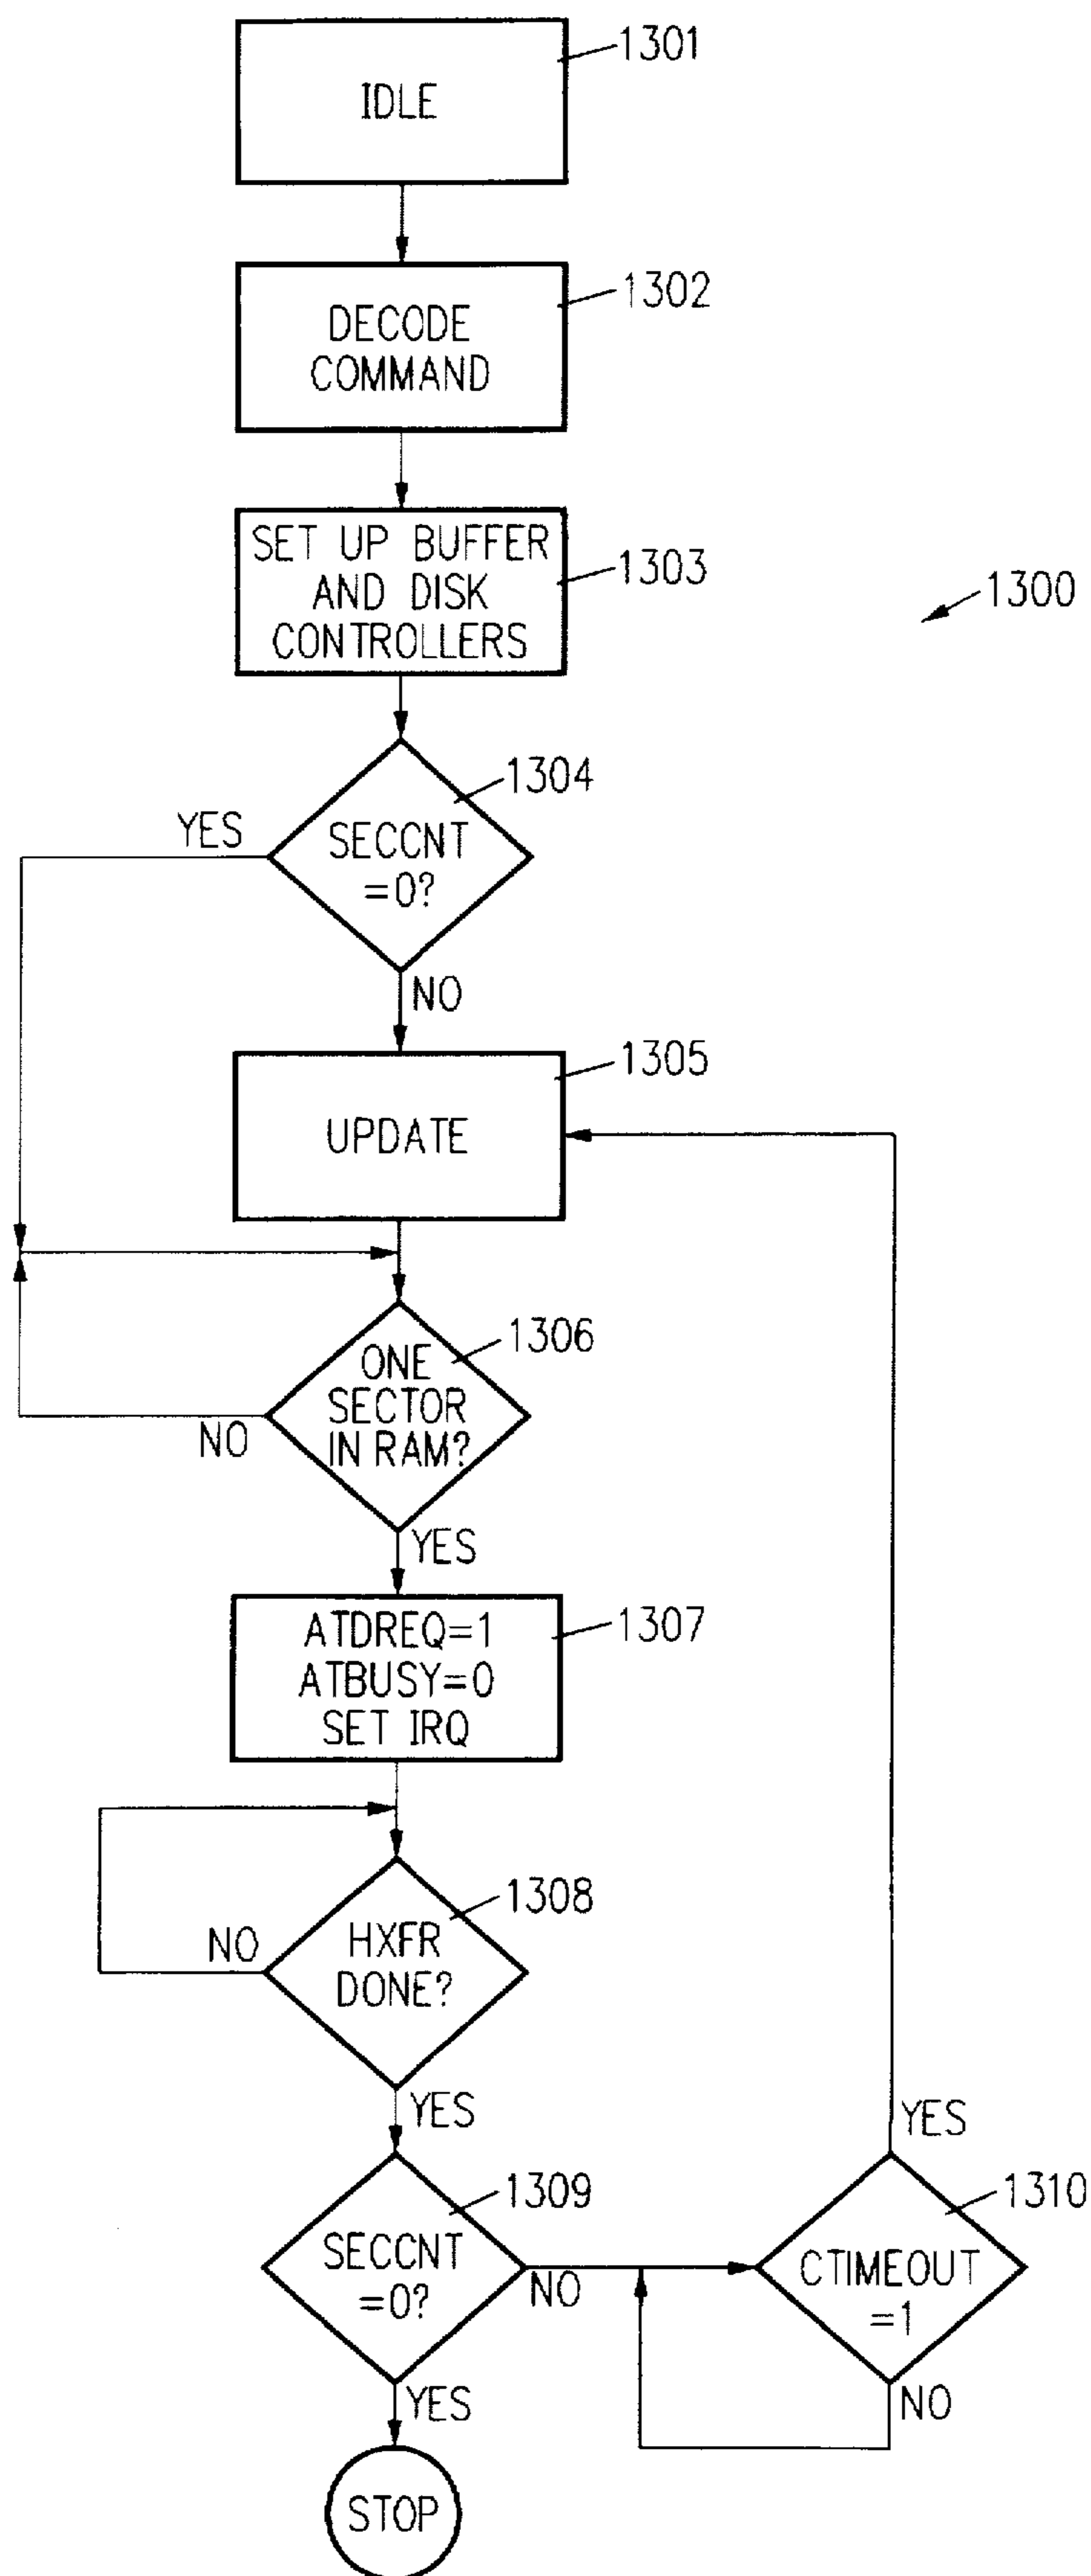 1301
IDLE
1302
DECODE
COMMAND
SET UP BUFFER
AND DISK
CONTROLLERS
1303
1300
1304
YES
SECCNT
=0?
NO
1305
UPDATE
1306
ONE
SECTOR
IN RAM?
NO
YES
ATDREQ=1
ATBUSY=0
SET IRQ
1307
1308
NO
HXFR
DONE?
YES
YES
1309
1310
SECCNT
=0?
NO
CTIMEOUT
=1
YES
NO
STOP